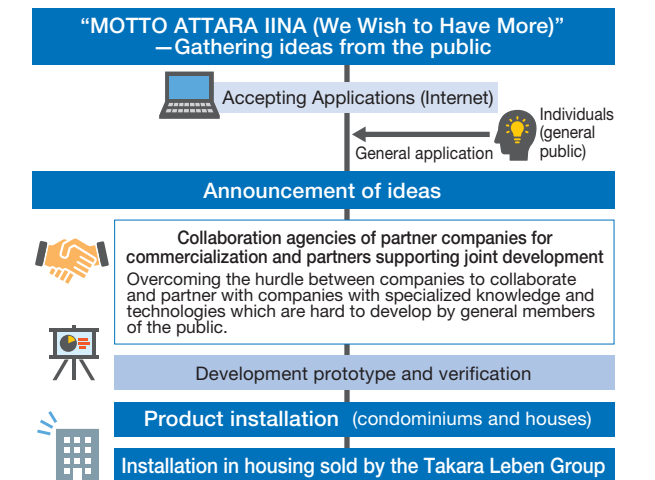 “MOTTO ATTARA IINA (We Wish to Have More)”
—Gathering ideas from the public
Accepting Applications (Internet)
Individuals
(general
public)
General application
Announcement of ideas
Collaboration agencies of partner companies for
commercialization and partners supporting joint development
Overcoming the hurdle between companies to collaborate
and partner with companies with specialized knowledge and
technologies which are hard to develop by general members
of the public.
Development prototype and verification
Product installation (condominiums and houses)
Installation in housing sold by the Takara Leben Group